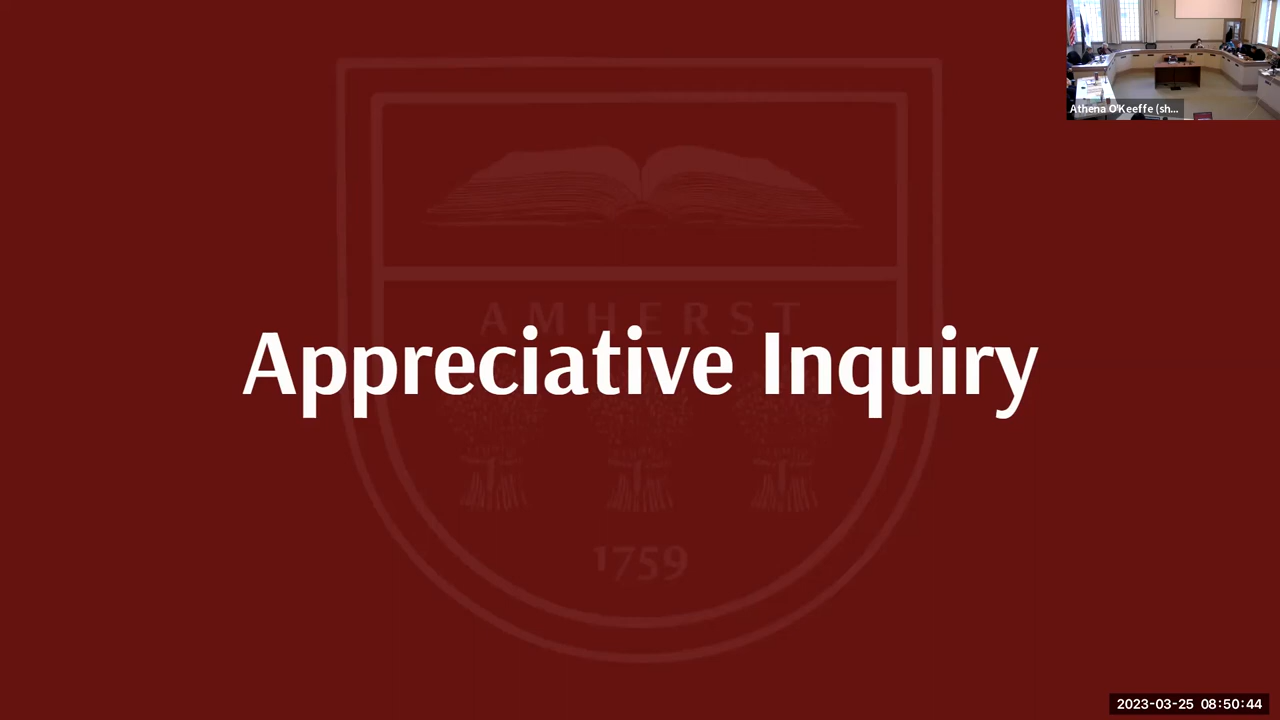 Athena O'Keeffe (sh...
AMHERST
Appreciative Inquiry
1759
2023-03-25 08:50:44